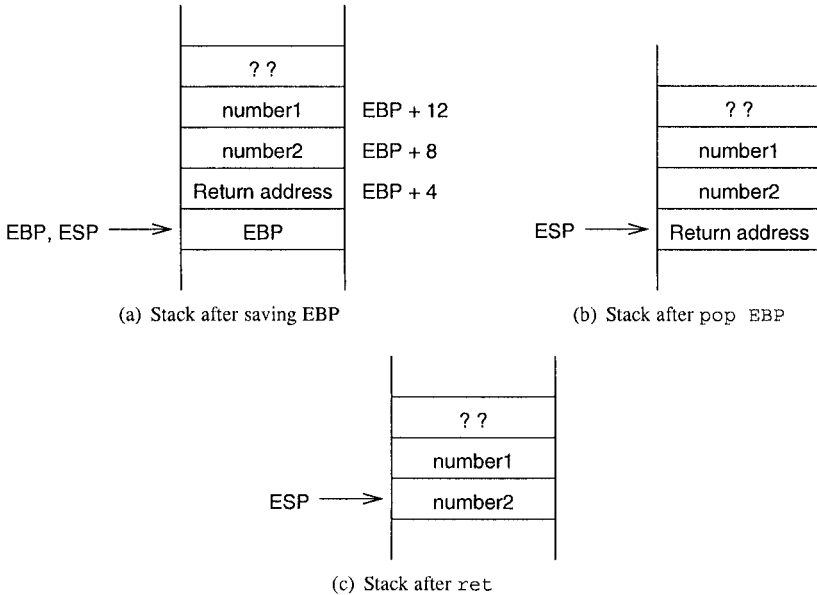 ? ?
number1 EBP + 12
number2 EBP + 8
Return address EBP + 4
EBP, ESP EBP
(a) Stack after saving EBP
? ?
number1
number2
ESP Return address
(b) Stack after pop EBP
? ?
number1
ESP number2
(c) Stack after ret